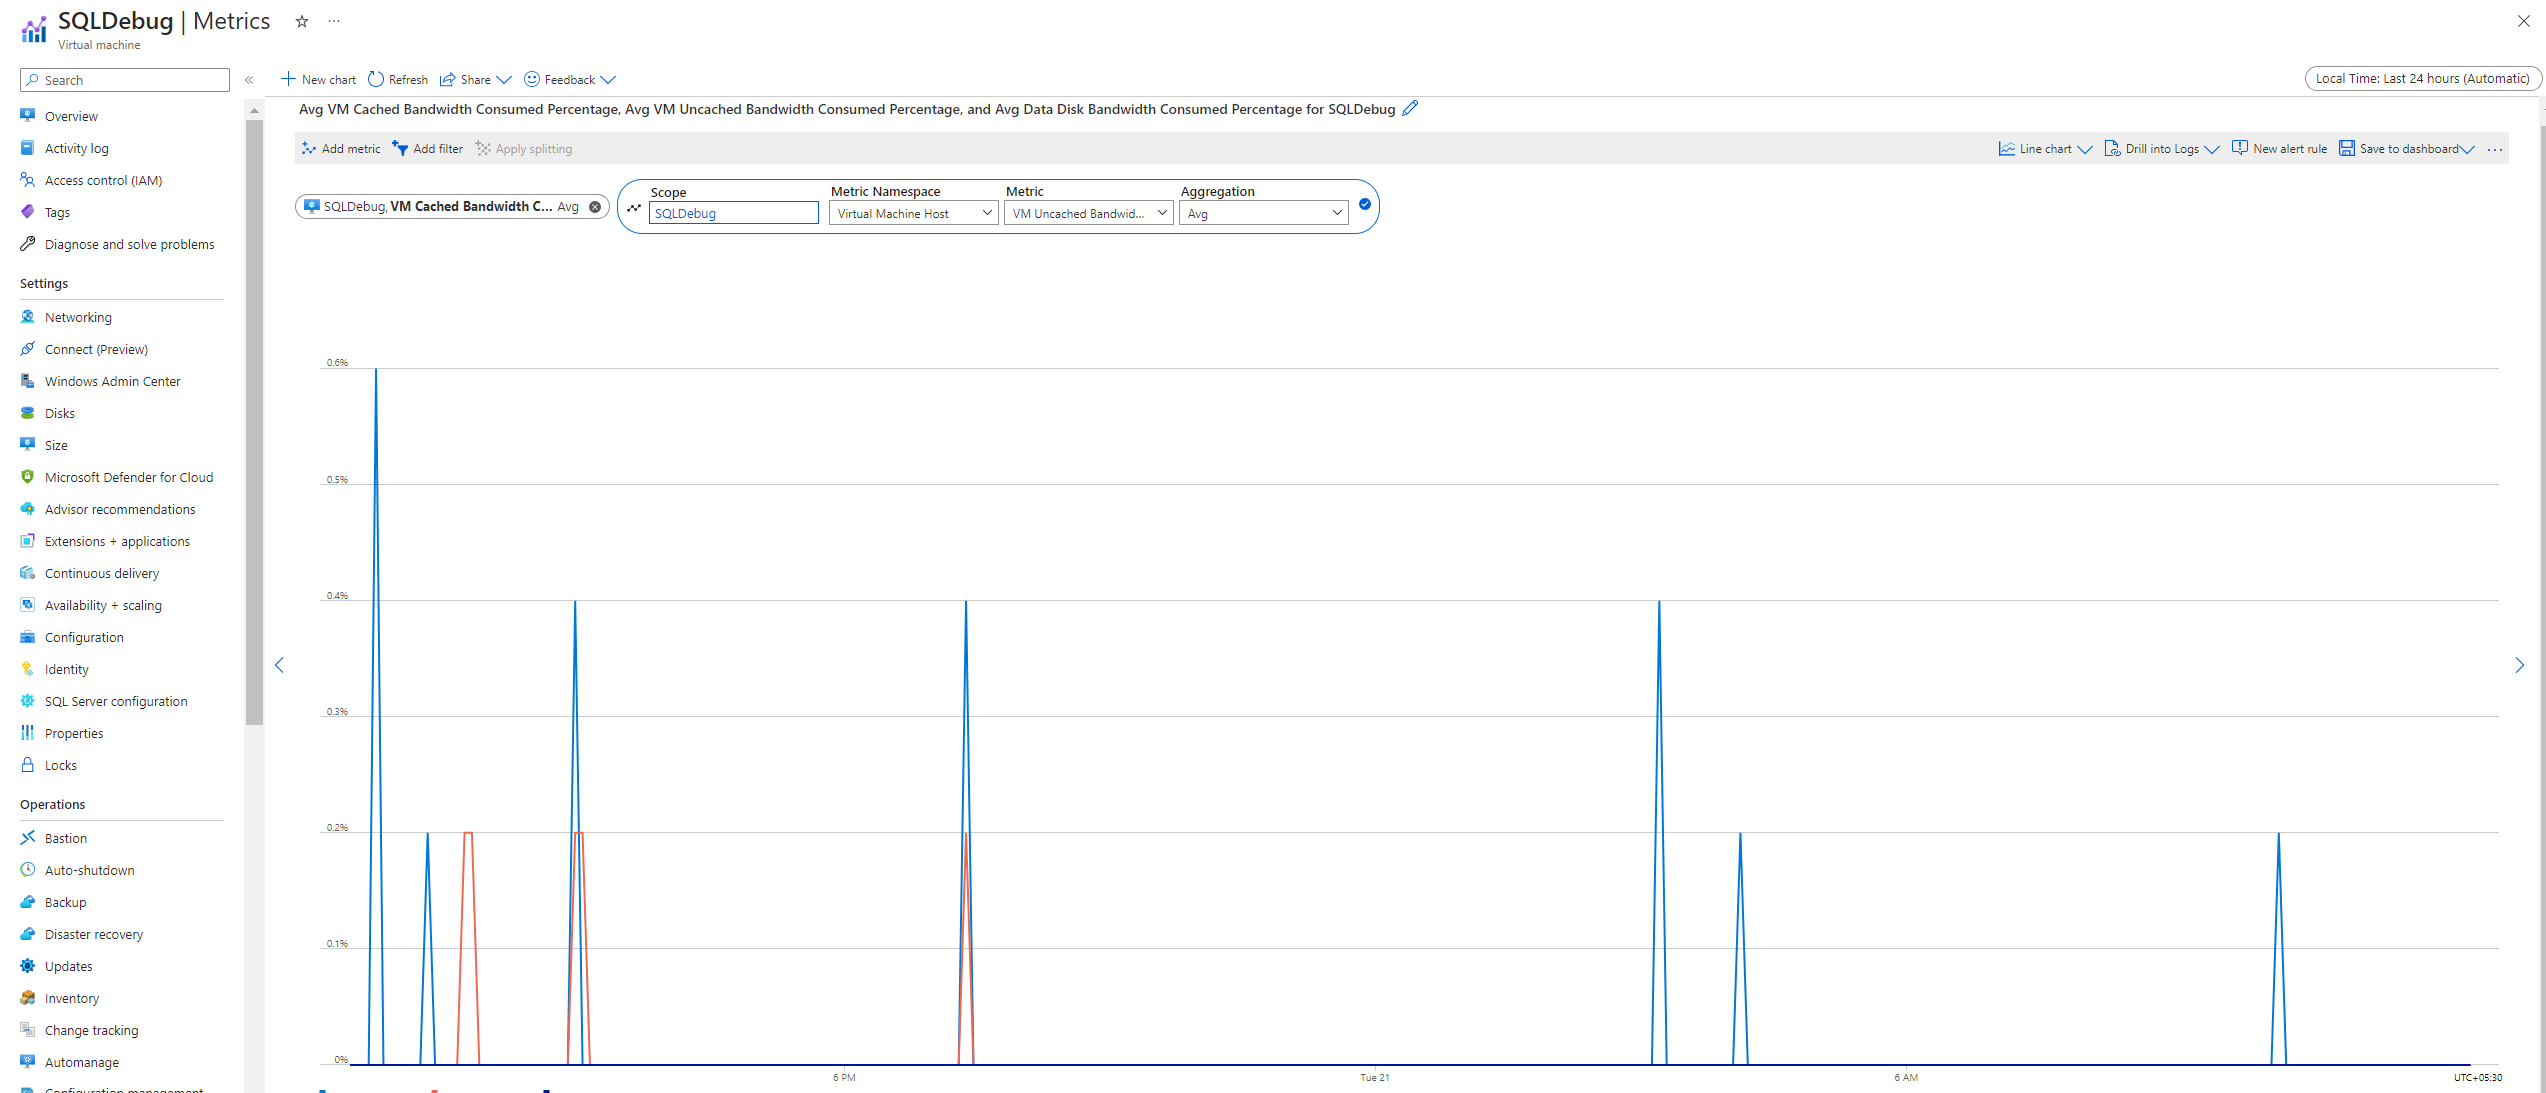 SQLDebug | Metrics
Virtual machine
Search
New chart Refresh Share Feedback
Local Time: Last 24 hours (Automatic)
Avg VM Cached Bandwidth Consumed Percentage, Avg VM Uncached Bandwidth Consumed Percentage, and Avg Data Disk Bandwidth Consumed Percentage for SQLDebug
Add metric Add filter Apply splitting
Line chart Drill into Logs New alert rule Save to dashboard
SQLDebug, VM Cached Bandwidth C... Avg
Scope Metric Namespace Metric Aggregation
SQLDebug Virtual Machine Host VM Uncached Bandwid... Avg
Overview
Activity log
Access control (IAM)
Tags
Diagnose and solve problems
Settings
Networking
Connect (Preview)
Windows Admin Center
Disks
Size
Microsoft Defender for Cloud
Advisor recommendations
Extensions + applications
Continuous delivery
Availability + scaling
Configuration
Identity
SQL Server configuration
Properties
Locks
Operations
Bastion
Auto-shutdown
Backup
Disaster recovery
Updates
Inventory
Change tracking
Automanage
Configuration management
0.6%
0.5%
0.4%
0.3%
0.2%
0.1%
0%
6 PM Tue 21 6 AM UTC+05:30